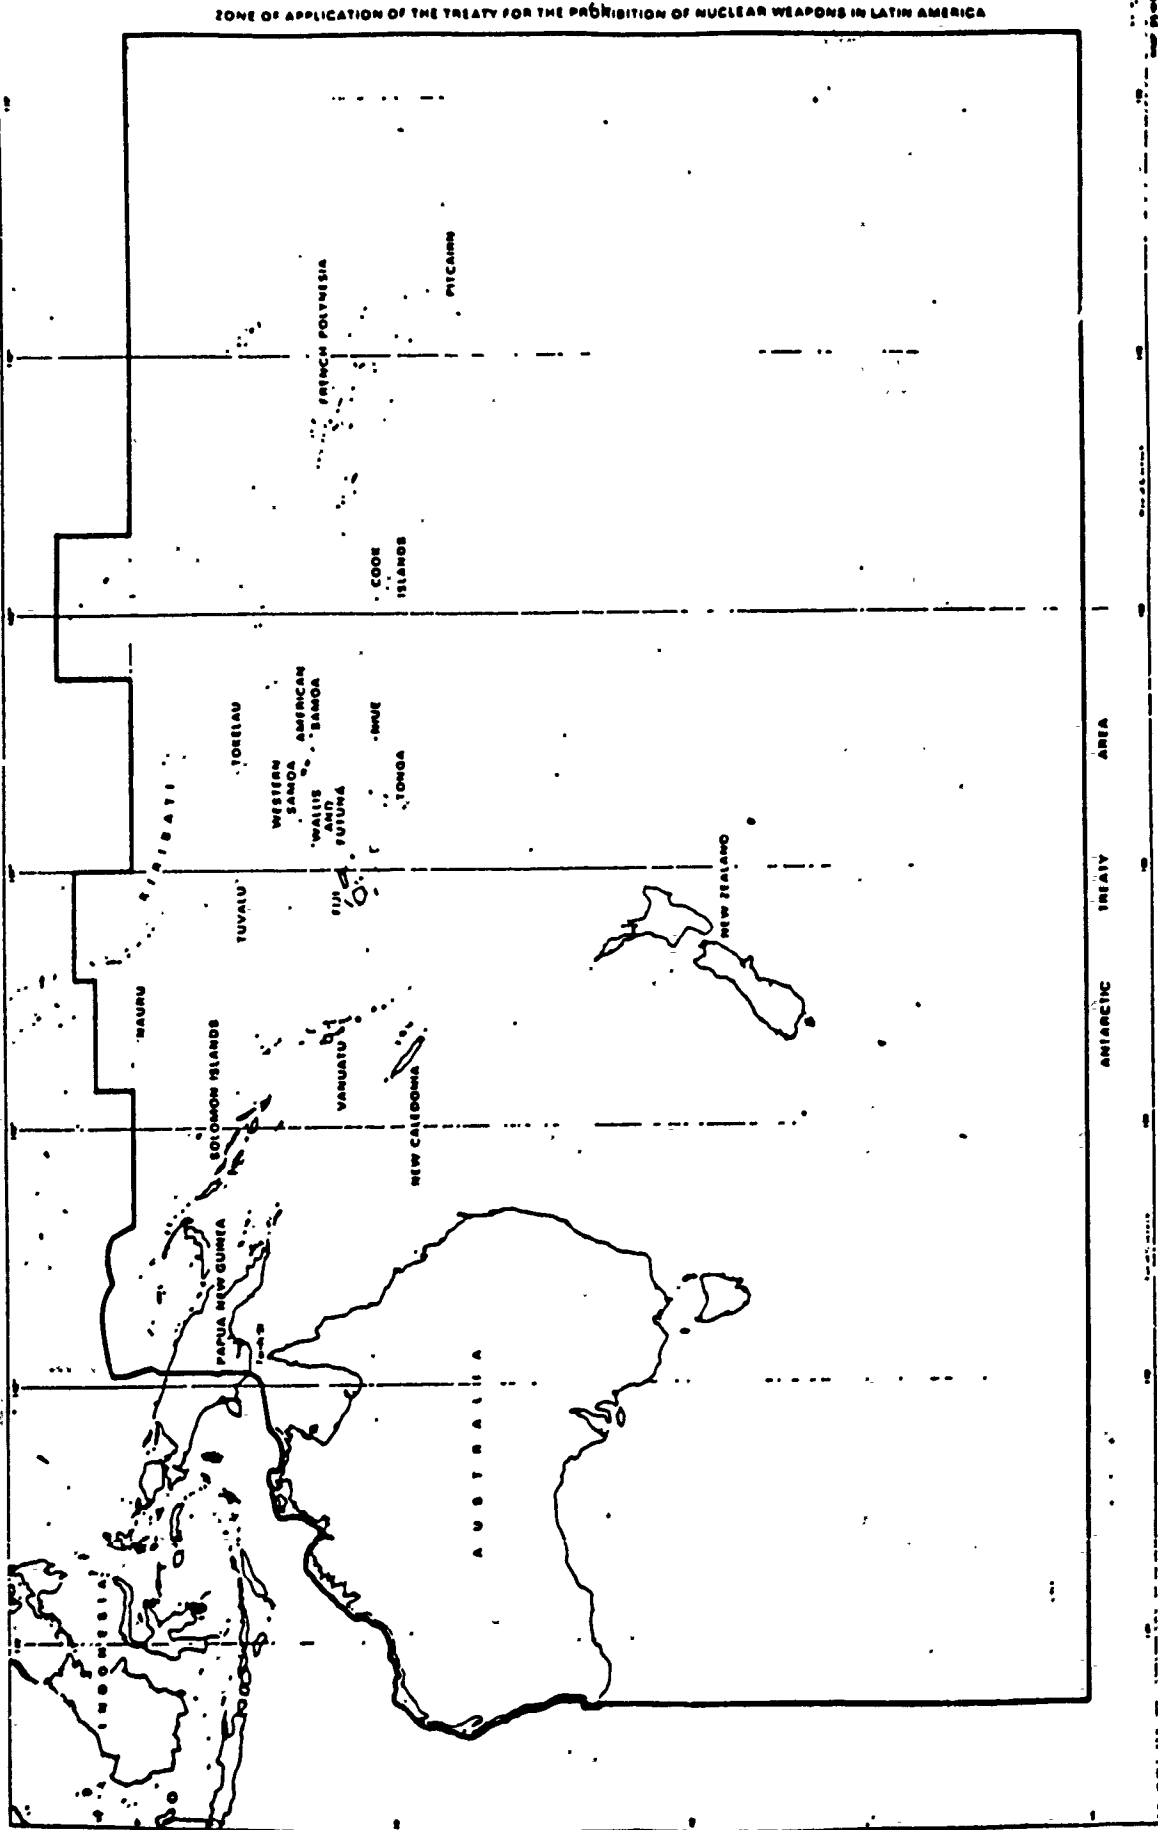 ZONE OF APPLICATION OF THE TREATY FOR THE PROHIBITION OF NUCLEAR WEAPONS IN LATIN AMERICA
PITCAIRN
FRENCH POLYNESIA
COOK
ISLANDS
AMERICAN
SAMOA
NIUE
TOKELAU
WESTERN
SAMOA
WALLIS
AND
FUTUNA
TONGA
KIRIBATI
TUVALU
FIJI
NEW ZEALAND
NAURU
SOLOMON ISLANDS
VANUATU
NEW CALEDONIA
PAPUA NEW GUINEA
AUSTRALIA
INDONESIA
ANTARCTIC TREATY AREA